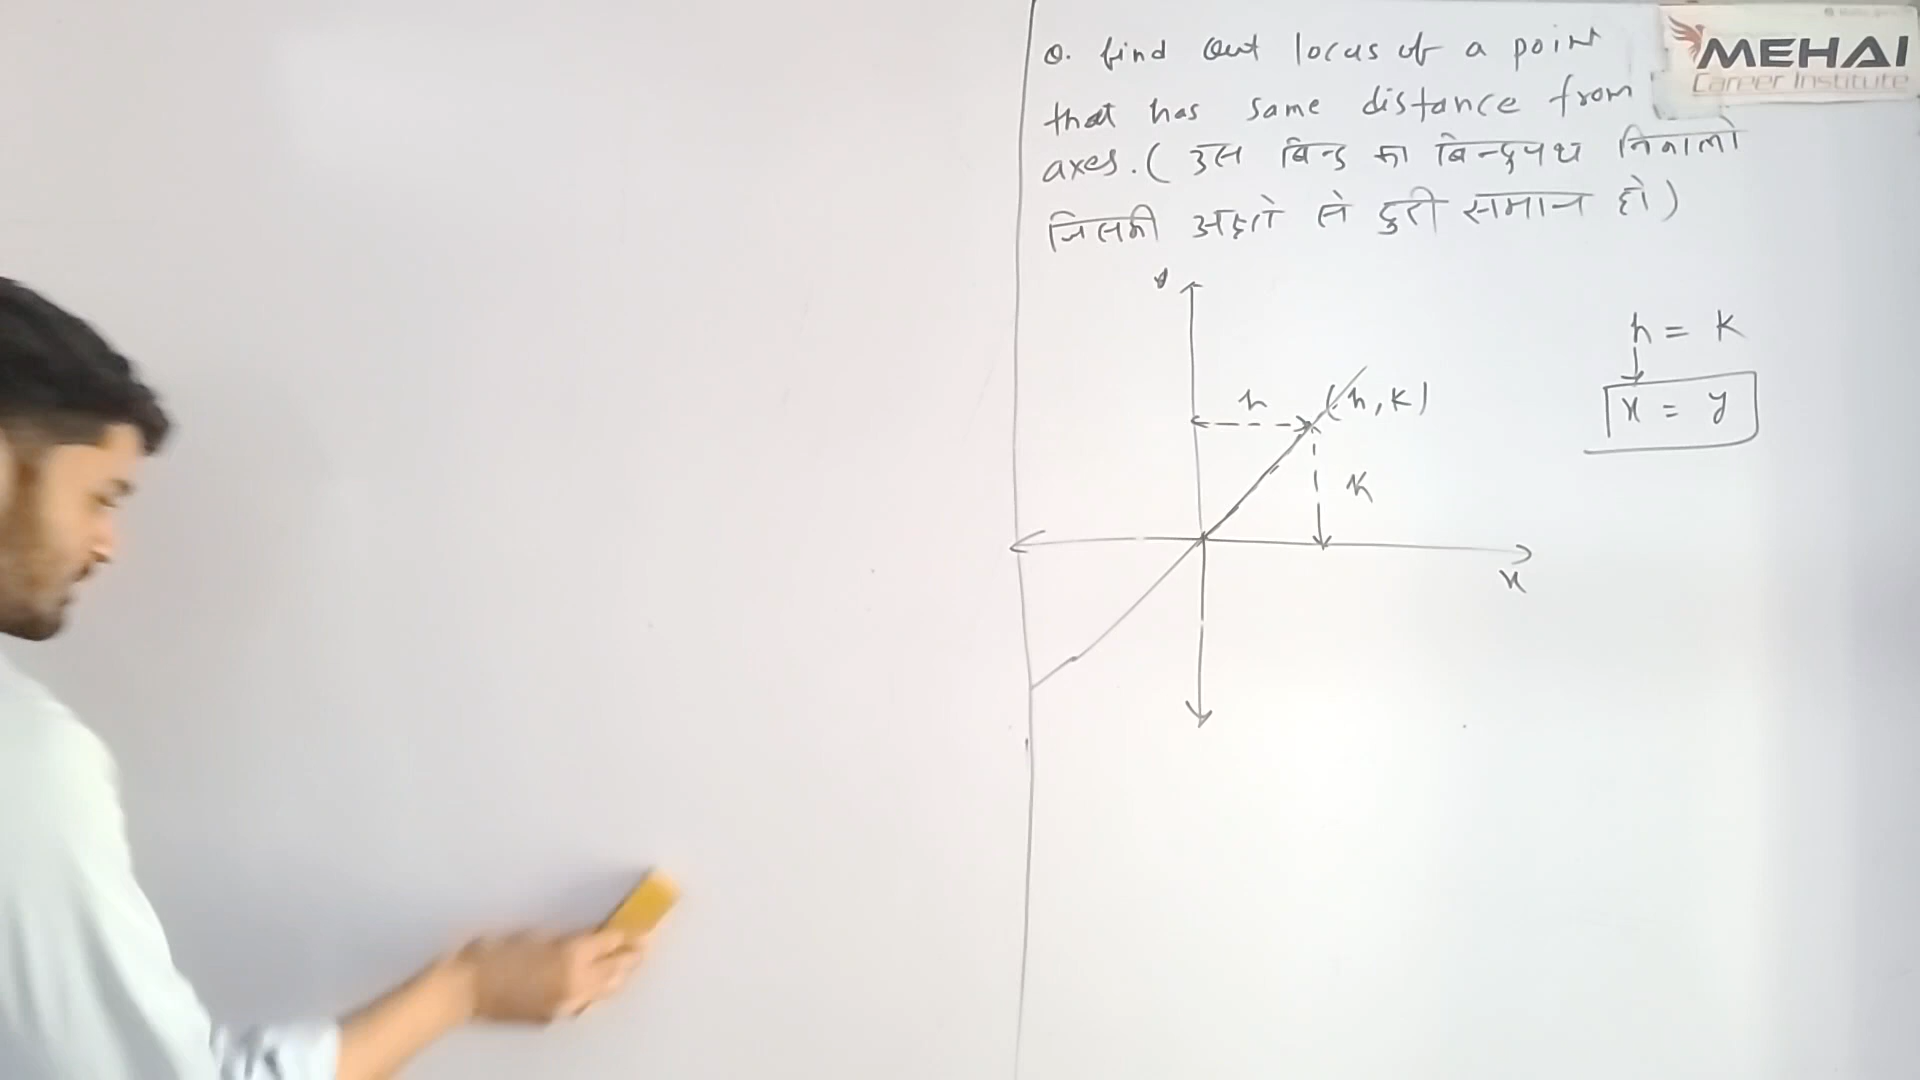 Q. find out locus of a point
that has same distance from
axes. ( उस बिन्दु का बिन्दुपथ निकालो
जिसकी अक्षो से दुरी समान हो )
MEHAI
Career Institute
y
h = k
x = y
h
(h, k)
k
x